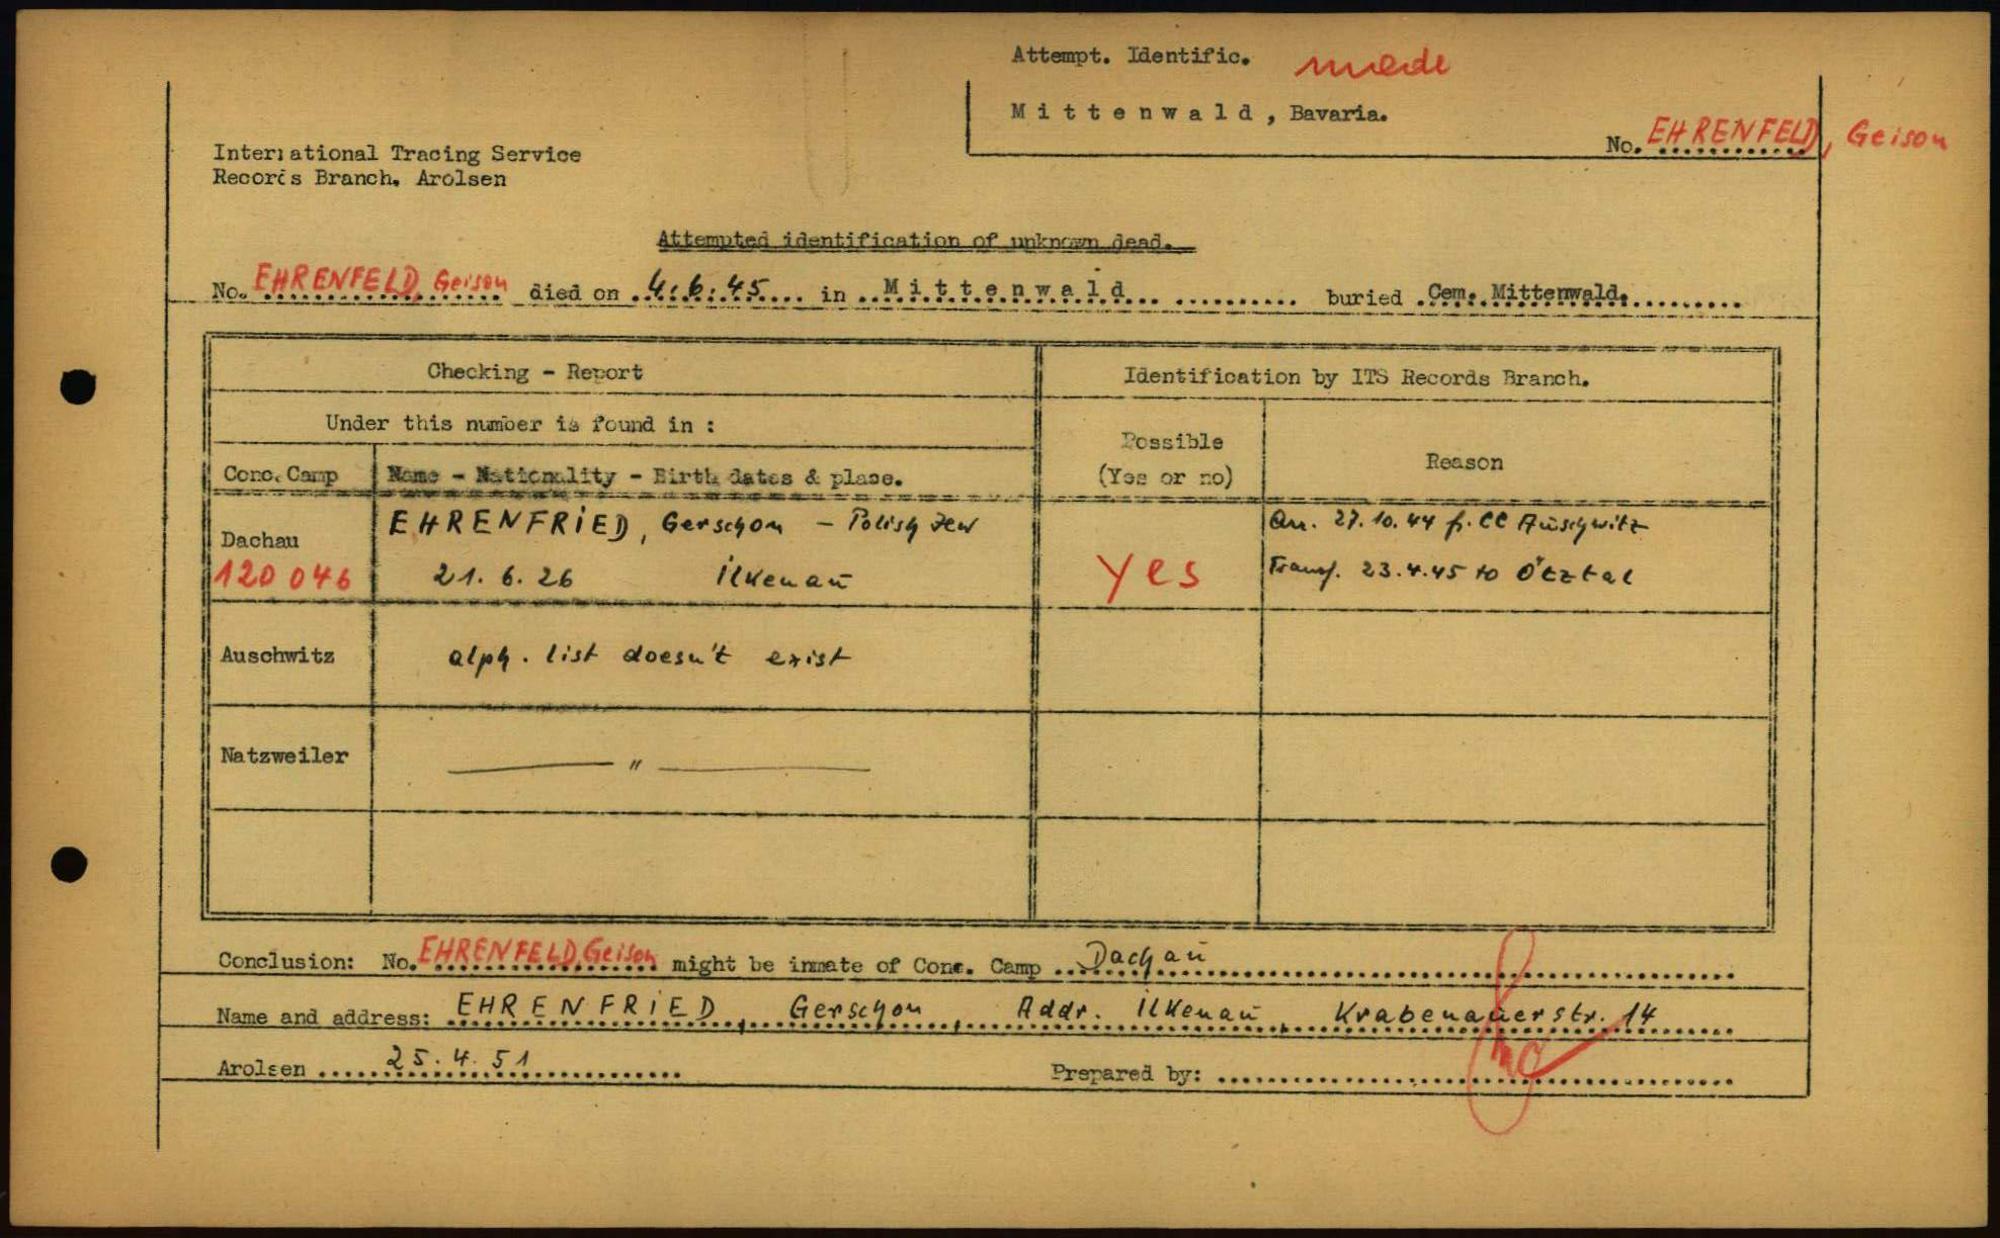 Attempt. Identific. made
Mittenwald, Bavaria.
No. EHRENFELD, Geison
International Tracing Service
Records Branch. Arolsen
Attempted identification of unknown dead.
No. EHRENFELD, Geison died on 4.6.45 in Mittenwald buried Cem. Mittenwald.
Checking - Report
Identification by ITS Records Branch.
Under this number is found in :
Possible
(Yes or no)
Reason
Conc. Camp
Name - Nationality - Birth dates & place.
Dachau
120 046
EHRENFRIED, Gerschon - Polish Jew
21. 6. 26 Ilkenau
Yes
Arr. 27.10.44 fr. CC Auschwitz
Transf. 23.4.45 to Ötztal
Auschwitz
alph. list doesn't exist
Natzweiler
"
Conclusion: No. EHRENFELD, Geison might be inmate of Conc. Camp Dachau
Name and address: EHRENFRIED, Gerschon, Addr. Ilkenau, Krabenauerstr. 14
Arolsen 25.4.51
Prepared by: